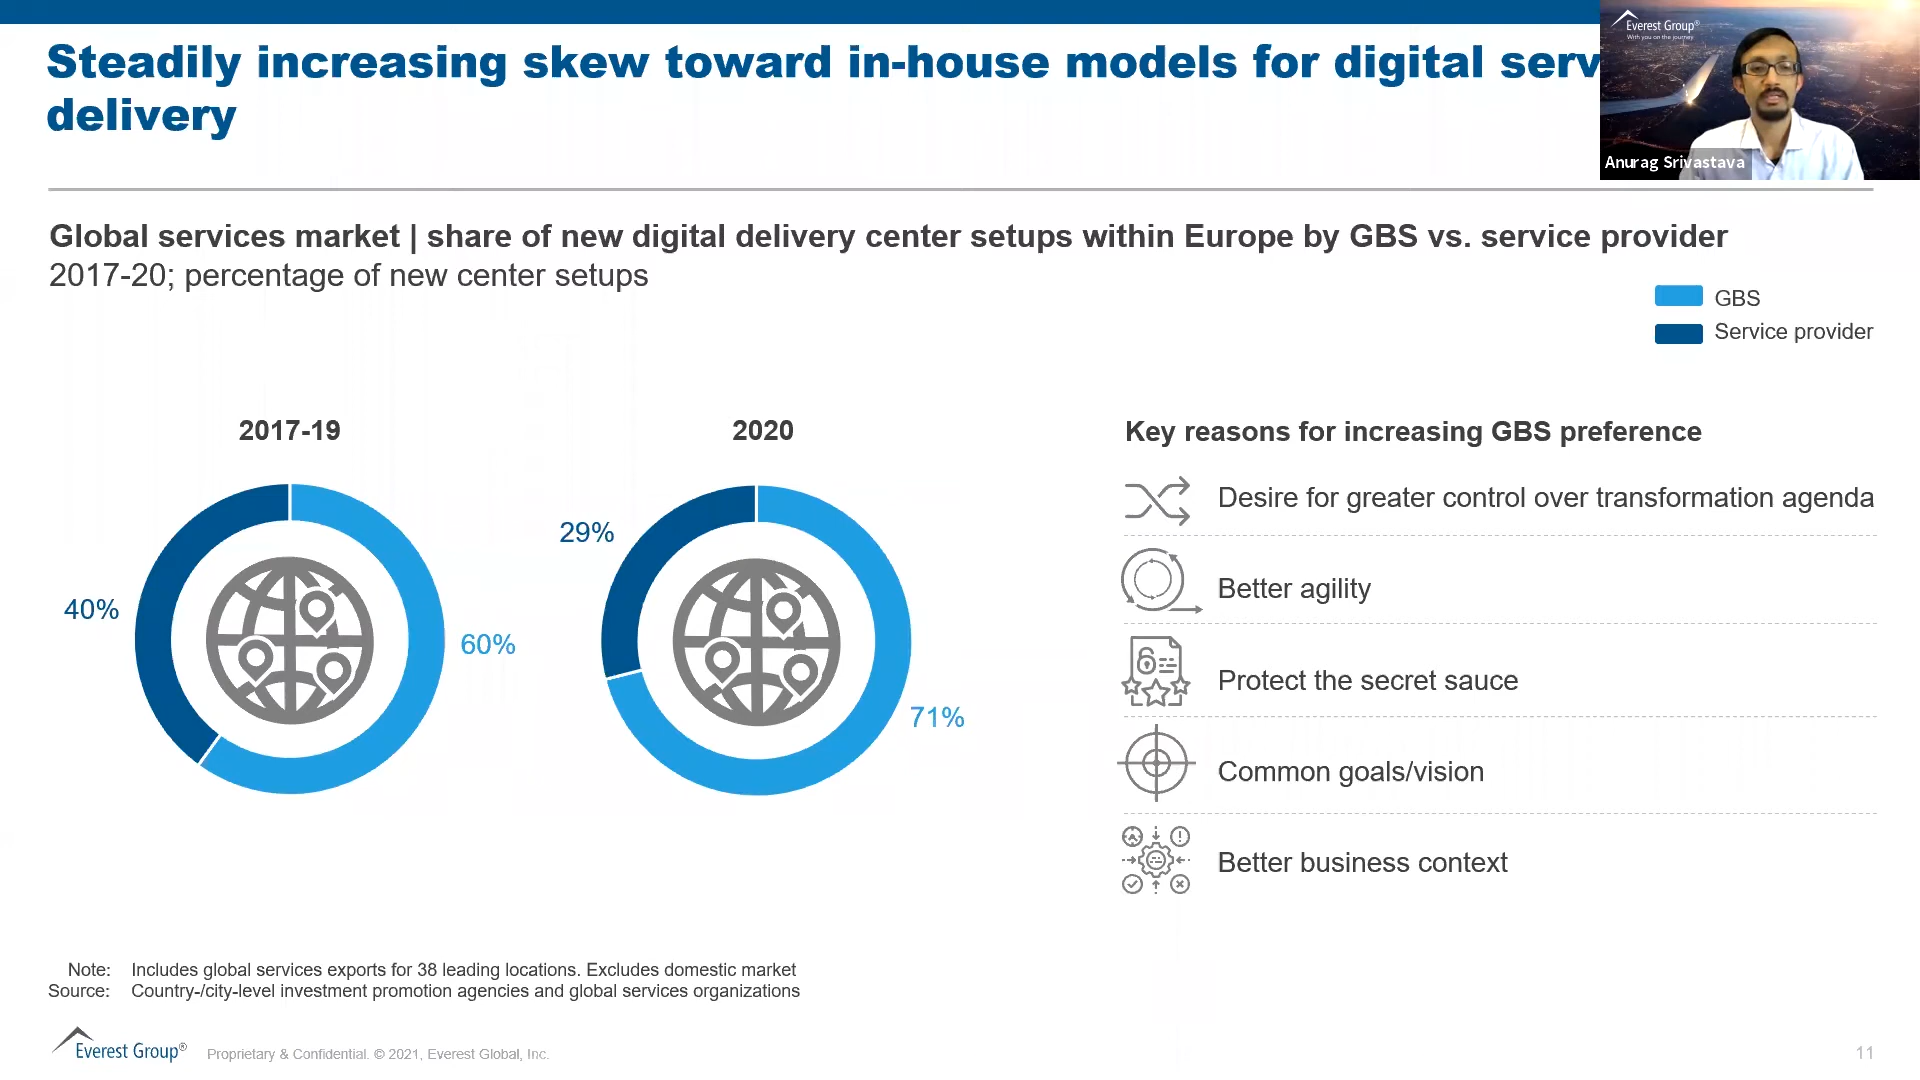 Steadily increasing skew toward in-house models for digital serv
delivery
Everest Group®
With you on the journey
Anurag Srivastava
Global services market | share of new digital delivery center setups within Europe by GBS vs. service provider
2017-20; percentage of new center setups
GBS
Service provider
2017-19
40%
60%
2020
29%
71%
Key reasons for increasing GBS preference
Desire for greater control over transformation agenda
Better agility
Protect the secret sauce
Common goals/vision
Better business context
Note: Includes global services exports for 38 leading locations. Excludes domestic market
Source: Country-/city-level investment promotion agencies and global services organizations
Everest Group® Proprietary & Confidential. © 2021, Everest Global, Inc.
11